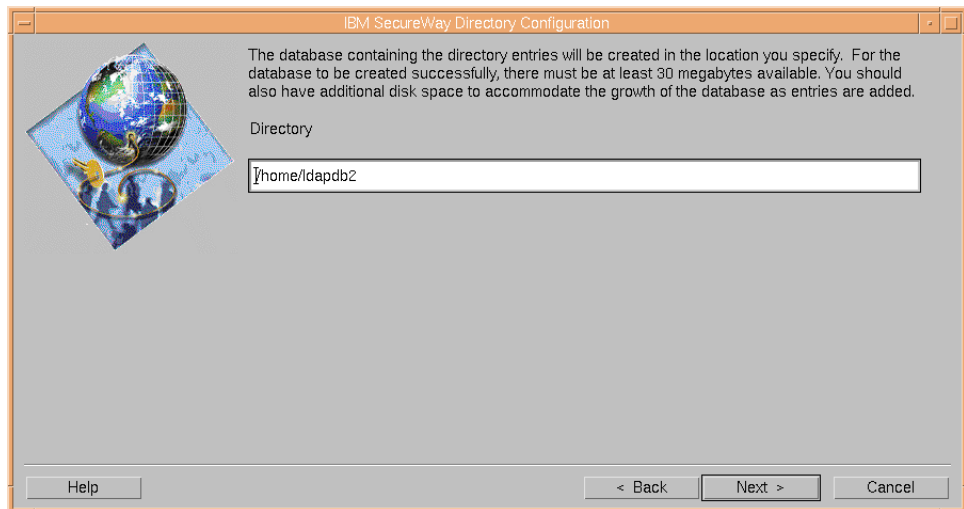 IBM SecureWay Directory Configuration
The database containing the directory entries will be created in the location you specify. For the
database to be created successfully, there must be at least 30 megabytes available. You should
also have additional disk space to accommodate the growth of the database as entries are added.
Directory
/home/ldapdb2
Help
< Back
Next >
Cancel